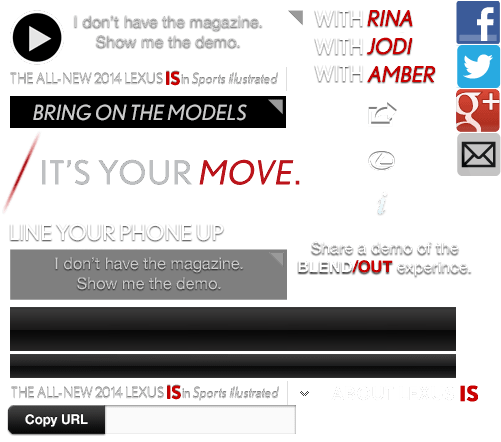 I don't have the magazine.
Show me the demo.
THE ALL-NEW 2014 LEXUS IS In Sports Illustrated
BRING ON THE MODELS
IT'S YOUR MOVE.
LINE YOUR PHONE UP
I don't have the magazine.
Show me the demo.
THE ALL-NEW 2014 LEXUS IS In Sports Illustrated
Copy URL
WITH RINA
WITH JODI
WITH AMBER
i
Share a demo of the
BLEND/OUT experince.
ABOUT THE IS
f
g+